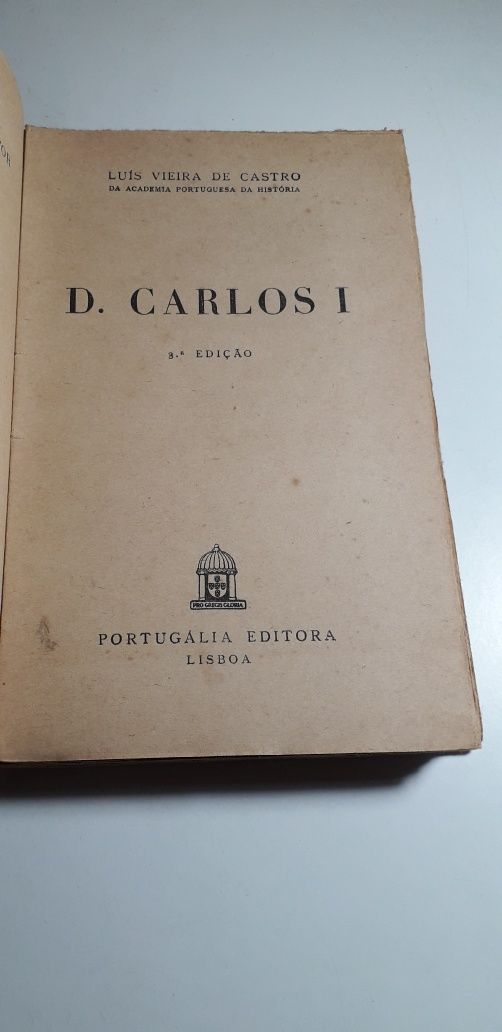 LUÍS VIEIRA DE CASTRO
DA ACADEMIA PORTUGUESA DA HISTÓRIA
D. CARLOS I
3.ª EDIÇÃO
PRO GREGIS GLORIA
PORTUGÁLIA EDITORA
LISBOA